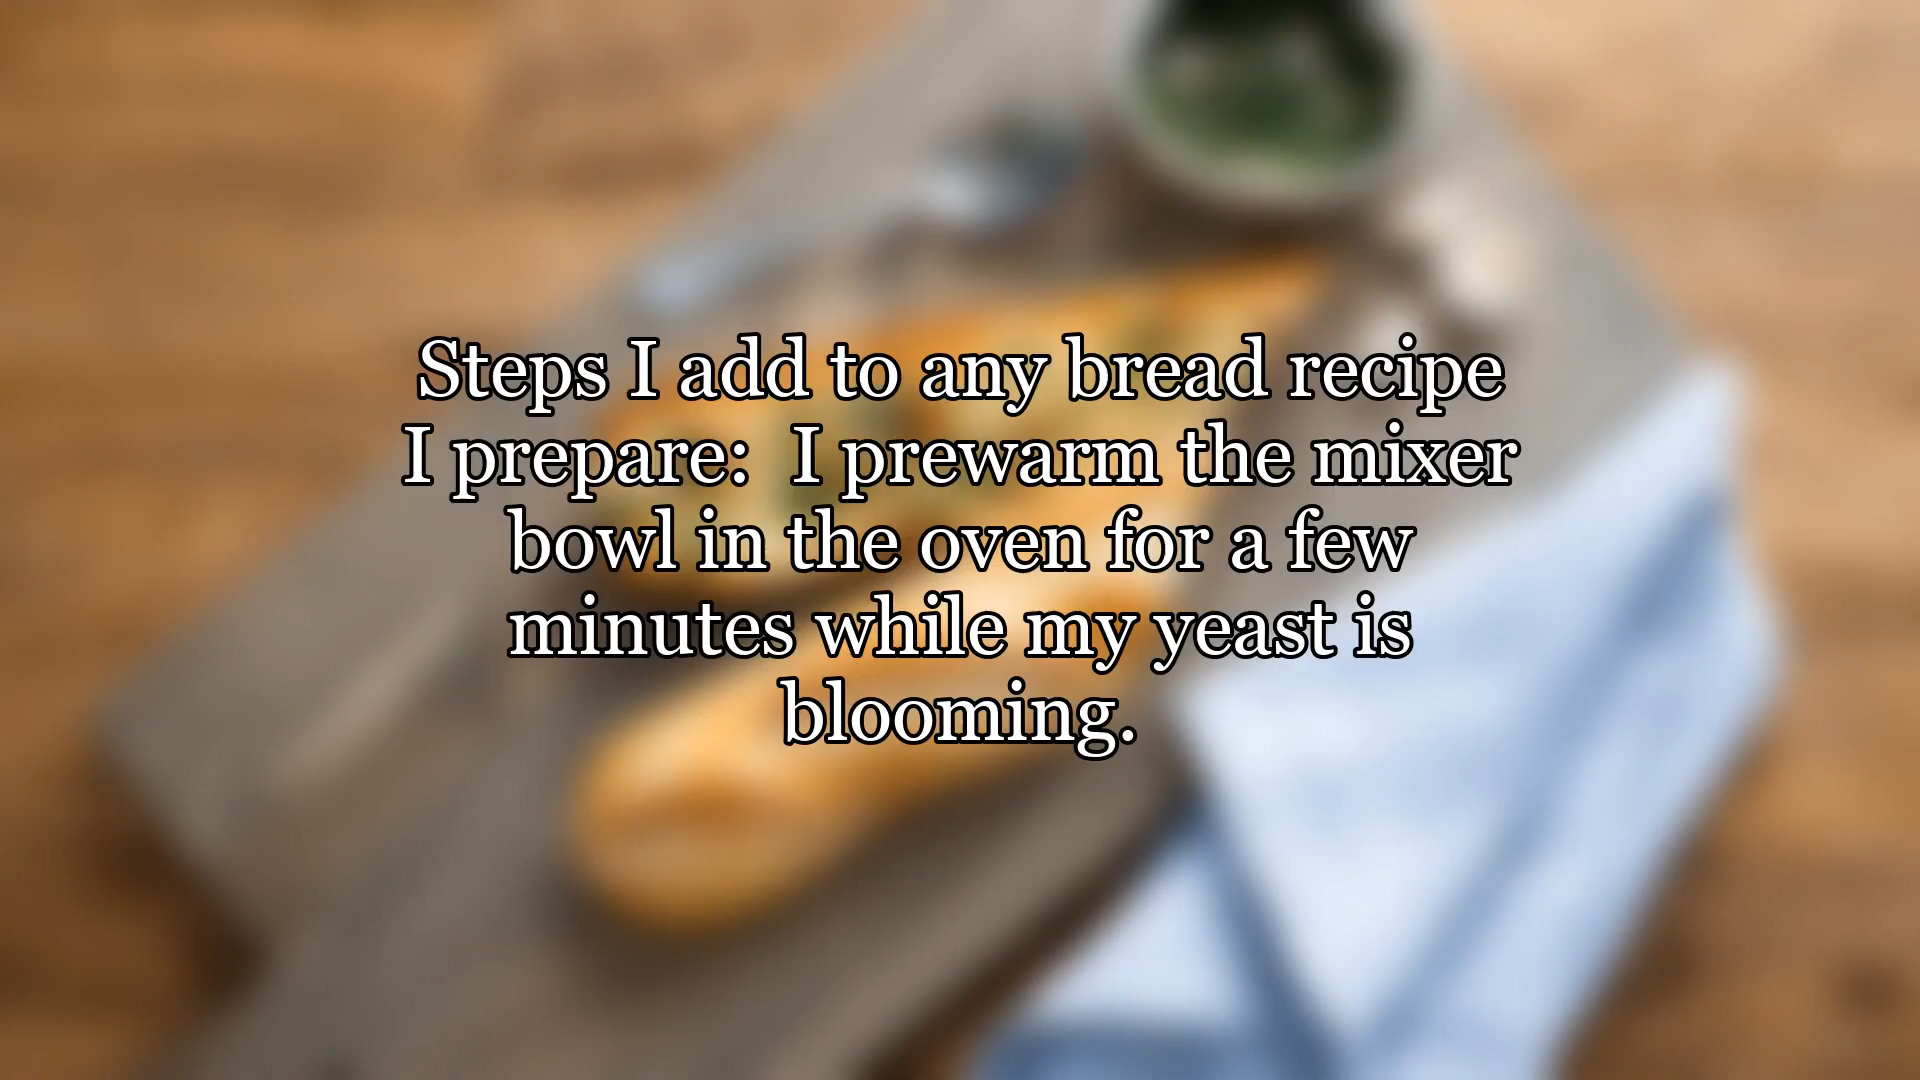 Steps I add to any bread recipe
I prepare:  I prewarm the mixer
bowl in the oven for a few
minutes while my yeast is
blooming.